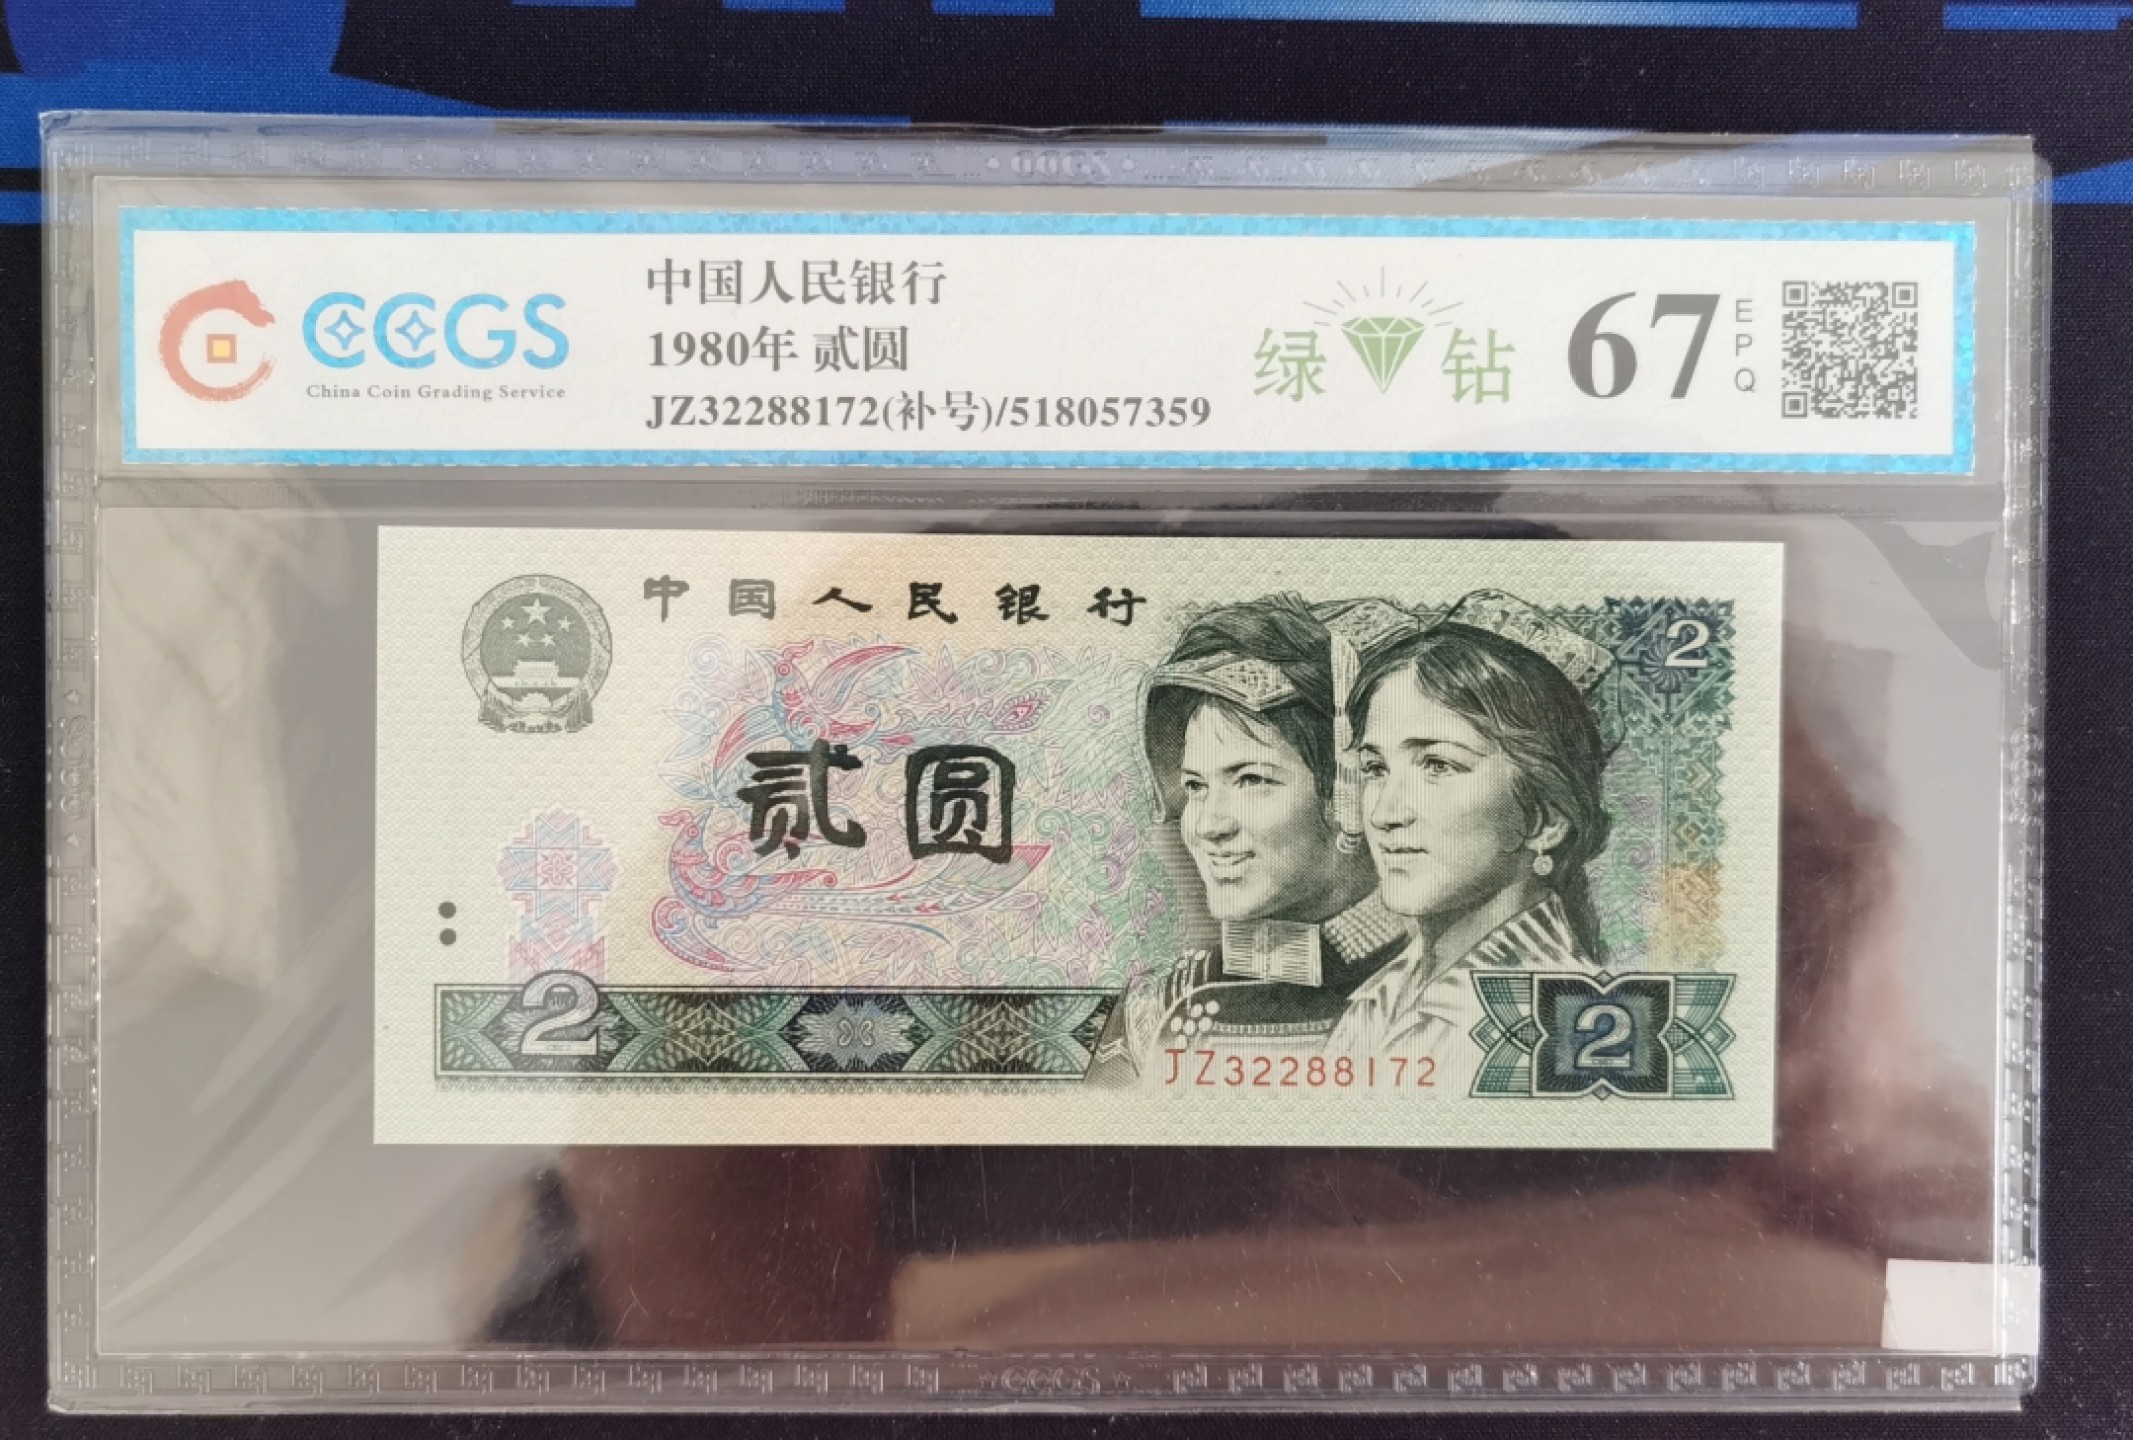 CCGS
China Coin Grading Service
中国人民银行
1980年 贰圆
JZ32288172(补号)/518057359
绿钻
67
EPQ
中国人民银行
2
贰圆
2
2
JZ32288172
CCGS